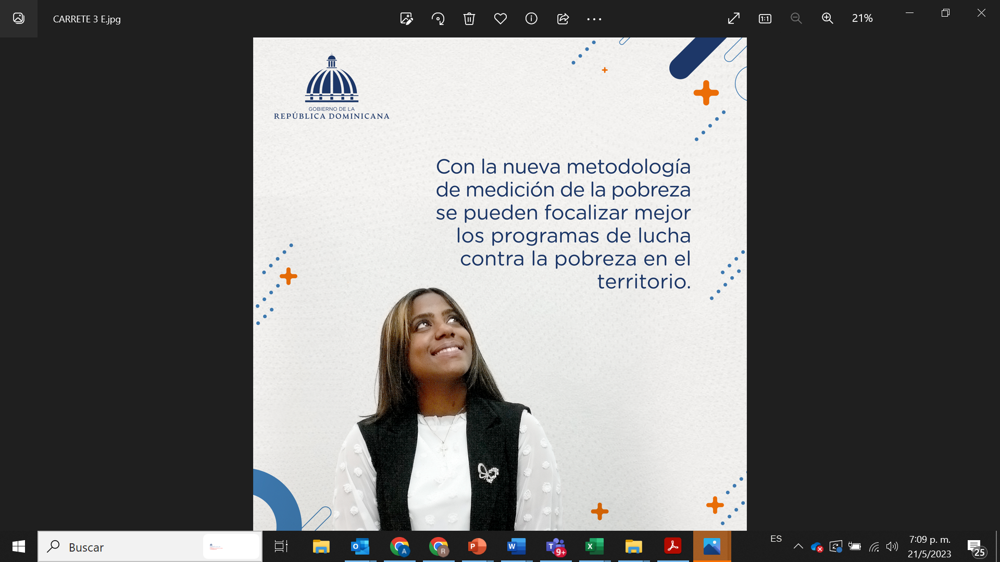 CARRETE 3 E.jpg
21%
GOBIERNO DE LA
REPÚBLICA DOMINICANA
Con la nueva metodología
de medición de la pobreza
se pueden focalizar mejor
los programas de lucha
contra la pobreza en el
territorio.
Buscar
9+
ES
7:09 p. m.
21/5/2023
25